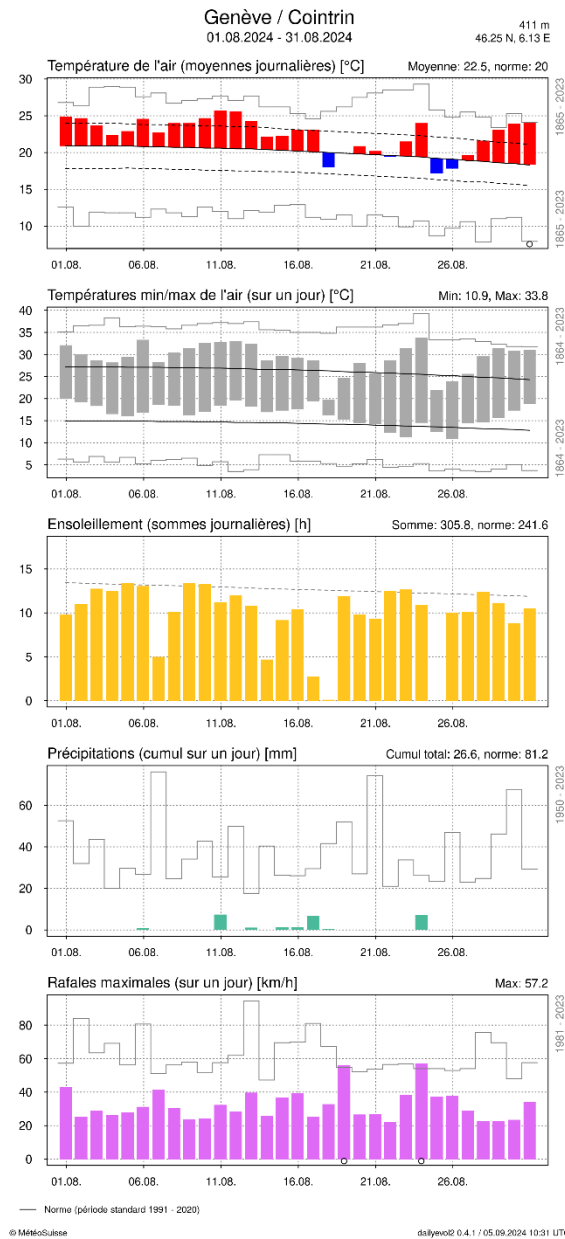 Genève / Cointrin
01.08.2024 - 31.08.2024
411 m
46.25 N, 6.13 E
Température de l'air (moyennes journalières) [°C]
Moyenne: 22.5, norme: 20
30
25
20
15
10
1865 - 2023
1865 - 2023
01.08.
06.08.
11.08.
16.08.
21.08.
26.08.
Températures min/max de l'air (sur un jour) [°C]
Min: 10.9, Max: 33.8
40
35
30
25
20
15
10
5
1864 - 2023
1864 - 2023
01.08.
06.08.
11.08.
16.08.
21.08.
26.08.
Ensoleillement (sommes journalières) [h]
Somme: 305.8, norme: 241.6
15
10
5
0
01.08.
06.08.
11.08.
16.08.
21.08.
26.08.
Précipitations (cumul sur un jour) [mm]
Cumul total: 26.6, norme: 81.2
60
40
20
0
1950 - 2023
01.08.
06.08.
11.08.
16.08.
21.08.
26.08.
Rafales maximales (sur un jour) [km/h]
Max: 57.2
80
60
40
20
0
1981 - 2023
01.08.
06.08.
11.08.
16.08.
21.08.
26.08.
Norme (période standard 1991 - 2020)
© MétéoSuisse
dailyevol2 0.4.1 / 05.09.2024 10:31 UT